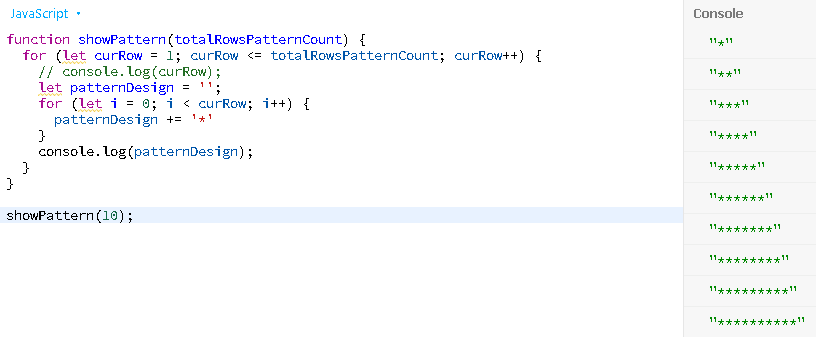 JavaScript
function showPattern(totalRowsPatternCount) {
  for (let curRow = 1; curRow <= totalRowsPatternCount; curRow++) {
    // console.log(curRow);
    let patternDesign = '';
    for (let i = 0; i < curRow; i++) {
      patternDesign += '*'
    }
    console.log(patternDesign);
  }
}
showPattern(10);
Console
"*"
"**"
"***"
"****"
"*****"
"******"
"*******"
"********"
"*********"
"**********"